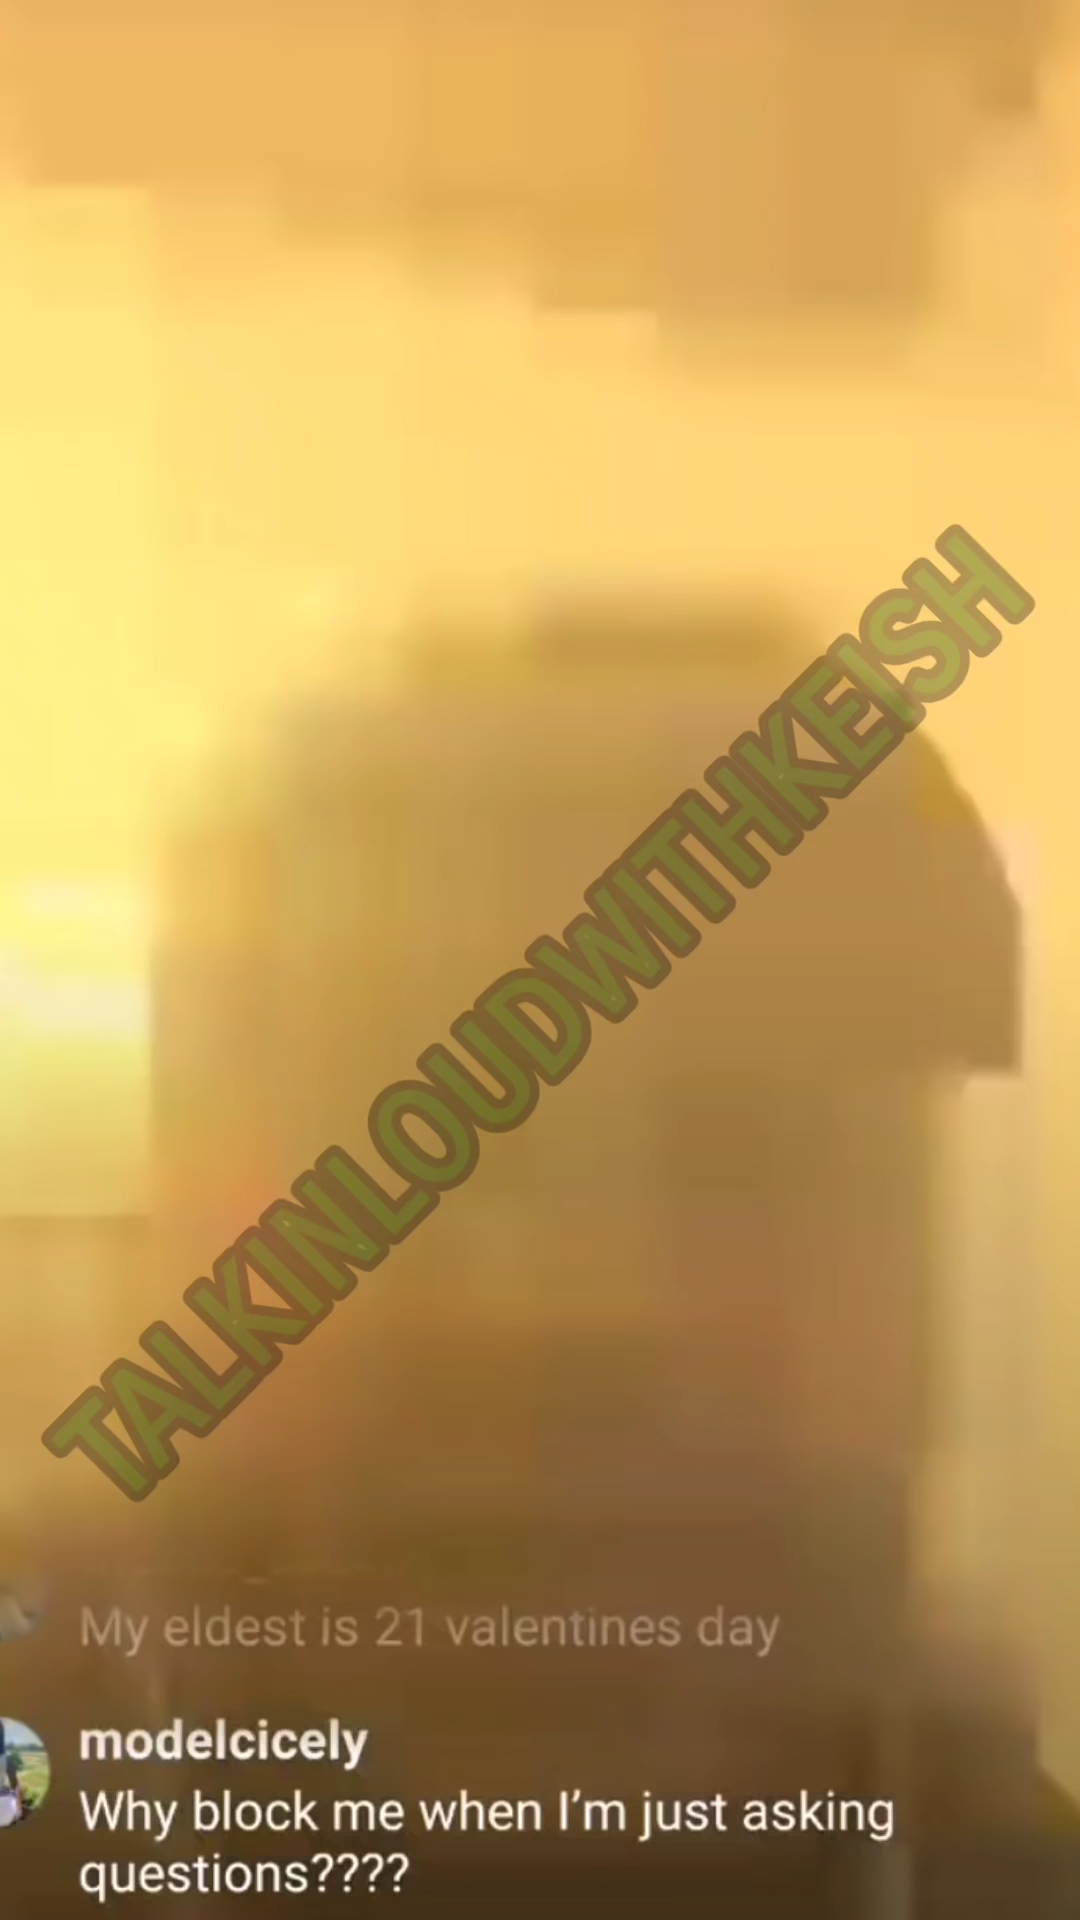 TALKINLOUDWITHKEISH
My eldest is 21 valentines day
modelcicely
Why block me when I’m just asking
questions????